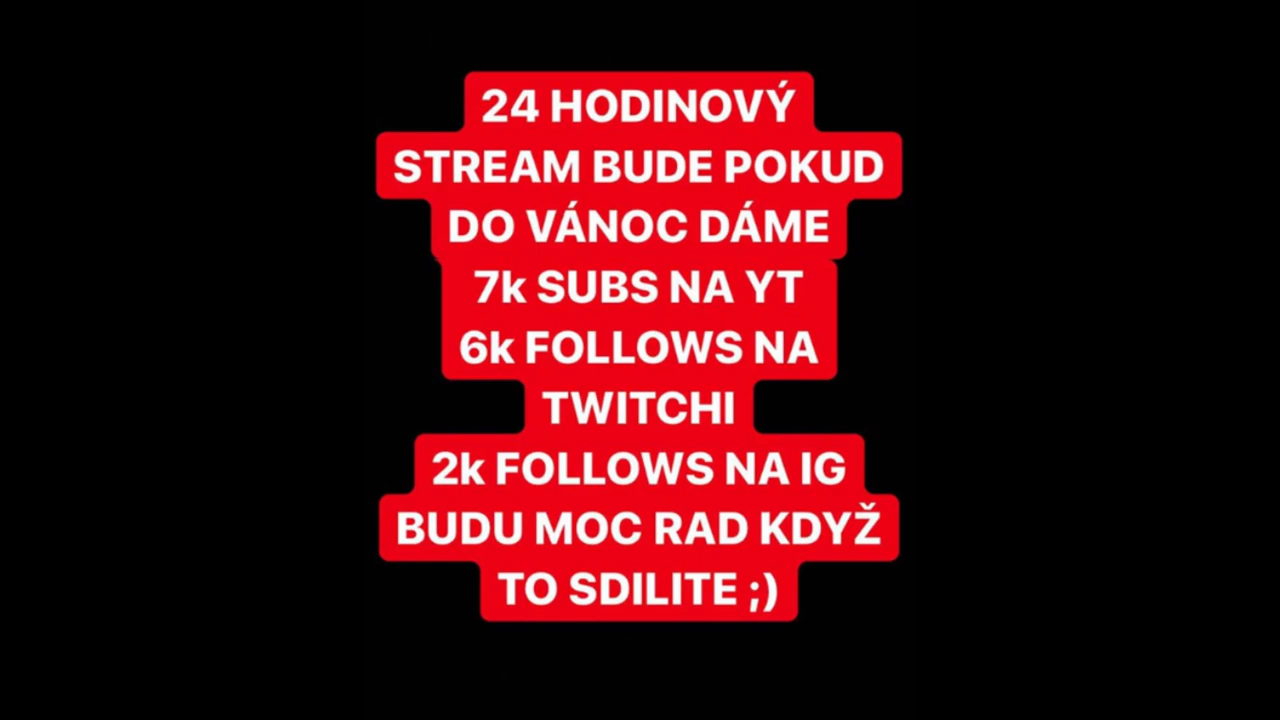 24 HODINOVÝ
STREAM BUDE POKUD
DO VÁNOC DÁME
7k SUBS NA YT
6k FOLLOWS NA
TWITCHI
2k FOLLOWS NA IG
BUDU MOC RAD KDYŽ
TO SDILITE ;)